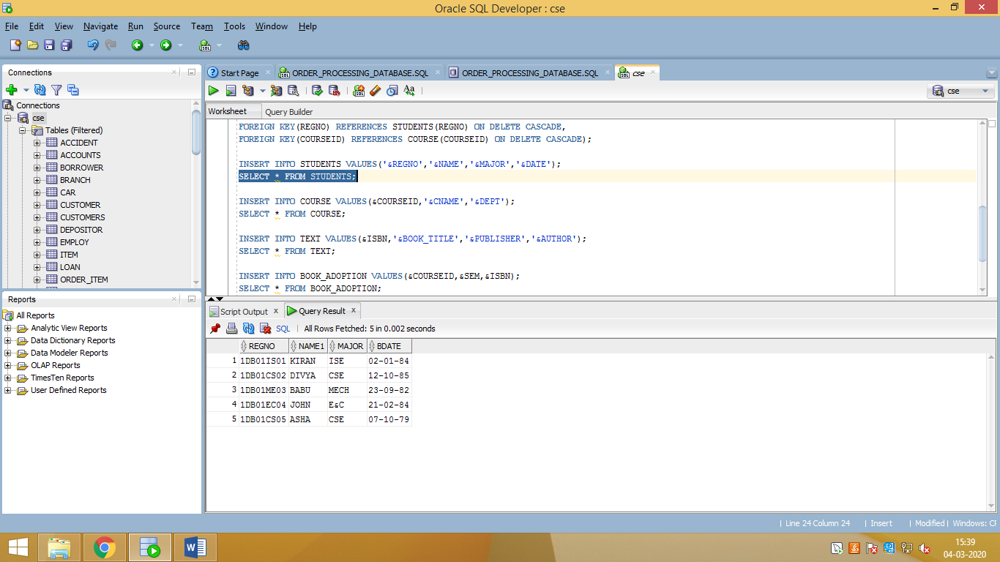 Oracle SQL Developer : cse
File Edit View Navigate Run Source Team Tools Window Help
Connections
Connections
cse
Tables (Filtered)
ACCIDENT
ACCOUNTS
BORROWER
BRANCH
CAR
CUSTOMER
CUSTOMERS
DEPOSITOR
EMPLOY
ITEM
LOAN
ORDER_ITEM
Reports
All Reports
Analytic View Reports
Data Dictionary Reports
Data Modeler Reports
OLAP Reports
TimesTen Reports
User Defined Reports
Start Page ORDER_PROCESSING_DATABASE.SQL ORDER_PROCESSING_DATABASE.SQL cse
cse
Worksheet Query Builder
FOREIGN KEY(REGNO) REFERENCES STUDENTS(REGNO) ON DELETE CASCADE,
FOREIGN KEY(COURSEID) REFERENCES COURSE(COURSEID) ON DELETE CASCADE);
INSERT INTO STUDENTS VALUES('&REGNO','&NAME','&MAJOR','&DATE');
SELECT * FROM STUDENTS;
INSERT INTO COURSE VALUES(&COURSEID,'&CNAME','&DEPT');
SELECT * FROM COURSE;
INSERT INTO TEXT VALUES(&ISBN,'&BOOK_TITLE','&PUBLISHER','&AUTHOR');
SELECT * FROM TEXT;
INSERT INTO BOOK_ADOPTION VALUES(&COURSEID,&SEM,&ISBN);
SELECT * FROM BOOK_ADOPTION;
Script Output x Query Result x
SQL | All Rows Fetched: 5 in 0.002 seconds
REGNO NAME1 MAJOR BDATE
1 1DB01IS01 KIRAN ISE 02-01-84
2 1DB01CS02 DIVYA CSE 12-10-85
3 1DB01ME03 BABU MECH 23-09-82
4 1DB01EC04 JOHN E&C 21-02-84
5 1DB01CS05 ASHA CSE 07-10-79
| Line 24 Column 24 | Insert | Modified | Windows: CF
15:39
04-03-2020